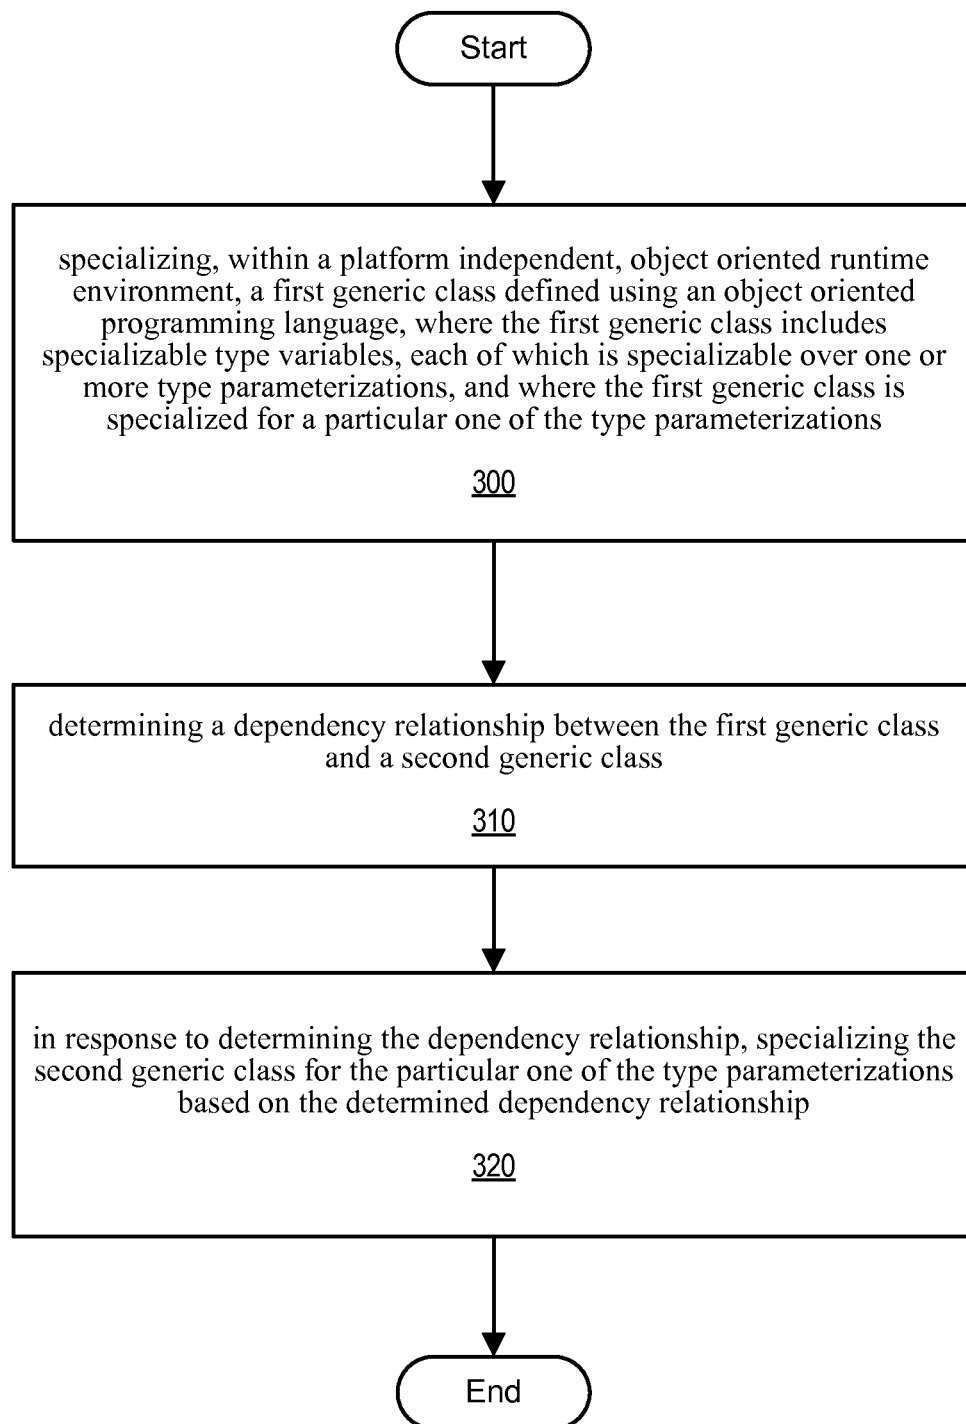 Start
specializing, within a platform independent, object oriented runtime
environment, a first generic class defined using an object oriented
programming language, where the first generic class includes
specializable type variables, each of which is specializable over one or
more type parameterizations, and where the first generic class is
specialized for a particular one of the type parameterizations
300
determining a dependency relationship between the first generic class
and a second generic class
310
in response to determining the dependency relationship, specializing the
second generic class for the particular one of the type parameterizations
based on the determined dependency relationship
320
End